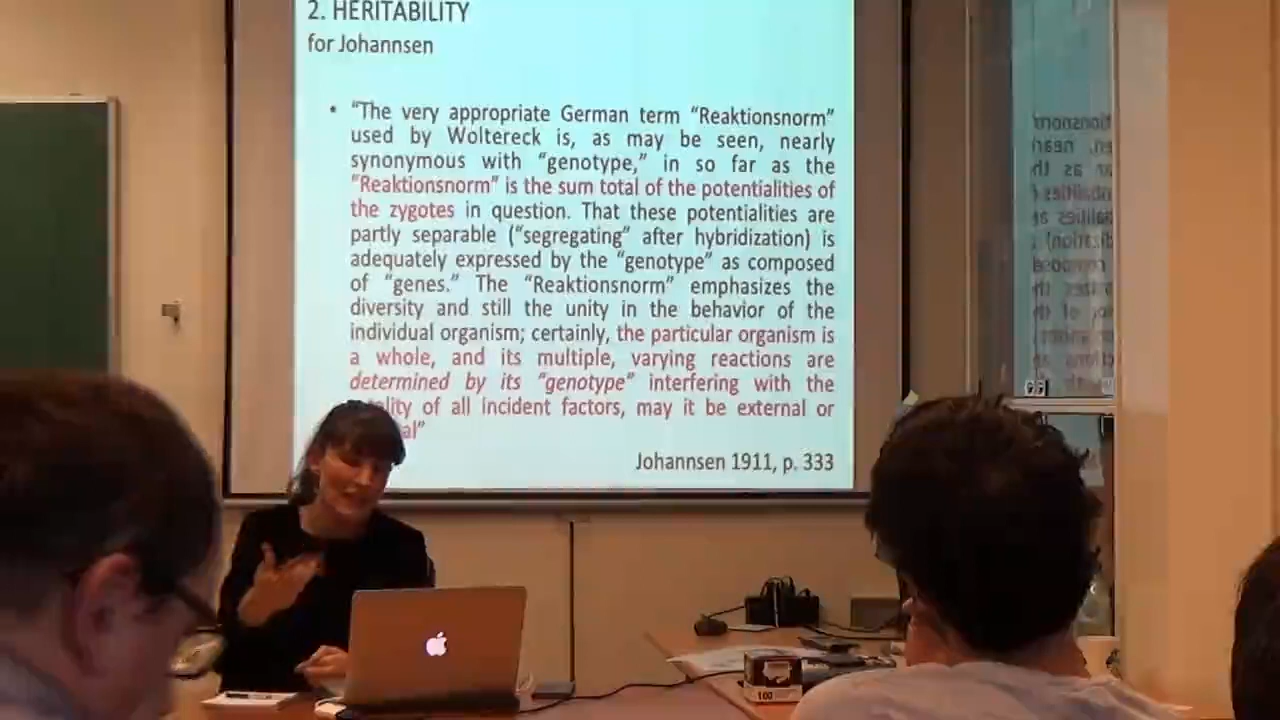 2. HERITABILITY
for Johannsen
• “The very appropriate German term “Reaktionsnorm”
used by Woltereck is, as may be seen, nearly
synonymous with “genotype,” in so far as the
“Reaktionsnorm” is the sum total of the potentialities of
the zygotes in question. That these potentialities are
partly separable (“segregating” after hybridization) is
adequately expressed by the “genotype” as composed
of “genes.” The “Reaktionsnorm” emphasizes the
diversity and still the unity in the behavior of the
individual organism; certainly, the particular organism is
a whole, and its multiple, varying reactions are
determined by its “genotype” interfering with the
of all incident factors, may it be external or
Johannsen 1911, p. 333
100